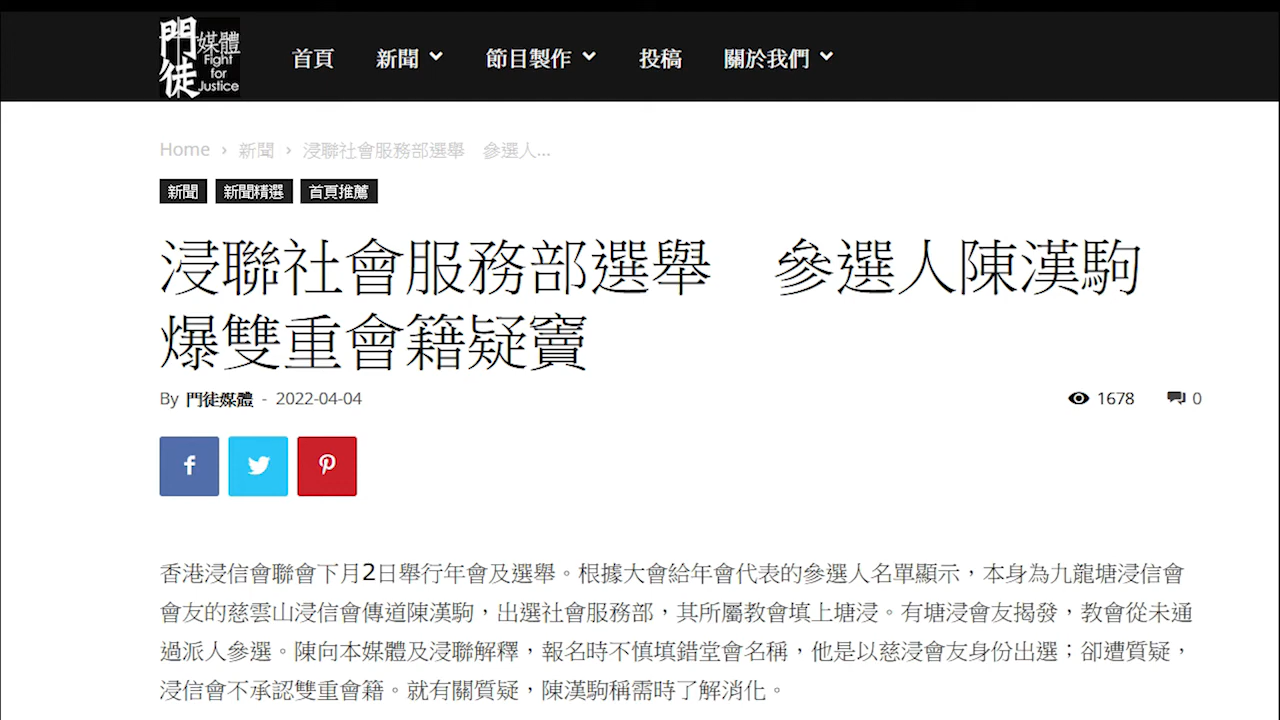 門徒 媒體
Fight
for
Justice
首頁 新聞 節目製作 投稿 關於我們
Home › 新聞 › 浸聯社會服務部選舉　參選人...
新聞 新聞精選 首頁推薦
浸聯社會服務部選舉　參選人陳漢駒
爆雙重會籍疑竇
By 門徒媒體 - 2022-04-04 1678 0
香港浸信會聯會下月2日舉行年會及選舉。根據大會給年會代表的參選人名單顯示，本身為九龍塘浸信會
會友的慈雲山浸信會傳道陳漢駒，出選社會服務部，其所屬教會填上塘浸。有塘浸會友揭發，教會從未通
過派人參選。陳向本媒體及浸聯解釋，報名時不慎填錯堂會名稱，他是以慈浸會友身份出選；卻遭質疑，
浸信會不承認雙重會籍。就有關質疑，陳漢駒稱需時了解消化。